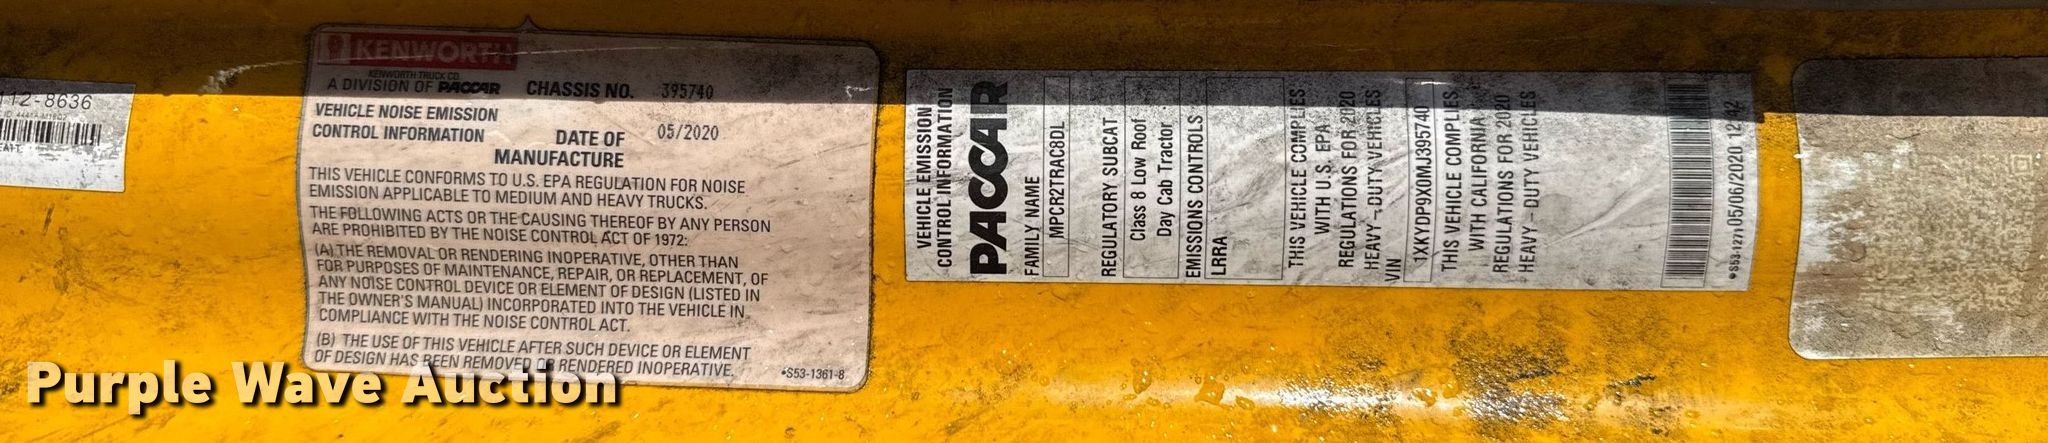 112-8636
KENWORTH
KENWORTH TRUCK CO.
A DIVISION OF PACCAR
CHASSIS NO. 395740
VEHICLE NOISE EMISSION
CONTROL INFORMATION
DATE OF
MANUFACTURE
05/2020
THIS VEHICLE CONFORMS TO U.S. EPA REGULATION FOR NOISE
EMISSION APPLICABLE TO MEDIUM AND HEAVY TRUCKS.
THE FOLLOWING ACTS OR THE CAUSING THEREOF BY ANY PERSON
ARE PROHIBITED BY THE NOISE CONTROL ACT OF 1972:
(A) THE REMOVAL OR RENDERING INOPERATIVE, OTHER THAN
FOR PURPOSES OF MAINTENANCE, REPAIR, OR REPLACEMENT, OF
ANY NOISE CONTROL DEVICE OR ELEMENT OF DESIGN (LISTED IN
THE OWNER'S MANUAL) INCORPORATED INTO THE VEHICLE IN
COMPLIANCE WITH THE NOISE CONTROL ACT.
(B) THE USE OF THIS VEHICLE AFTER SUCH DEVICE OR ELEMENT
OF DESIGN HAS BEEN REMOVED OR RENDERED INOPERATIVE.
*S53-1361-8
VEHICLE EMISSION
CONTROL INFORMATION
PACCAR
FAMILY NAME
MPCR2TRAC8DL
REGULATORY SUBCAT
Class 8 Low Roof
Day Cab Tractor
EMISSIONS CONTROLS
LRRA
THIS VEHICLE COMPLIES
WITH U.S. EPA
REGULATIONS FOR 2020
HEAVY-DUTY VEHICLES
VIN
1XKYDP9X0MJ395740
THIS VEHICLE COMPLIES
WITH CALIFORNIA
REGULATIONS FOR 2020
HEAVY-DUTY VEHICLES
*S53-1271 05/06/2020 12:42
Purple Wave Auction